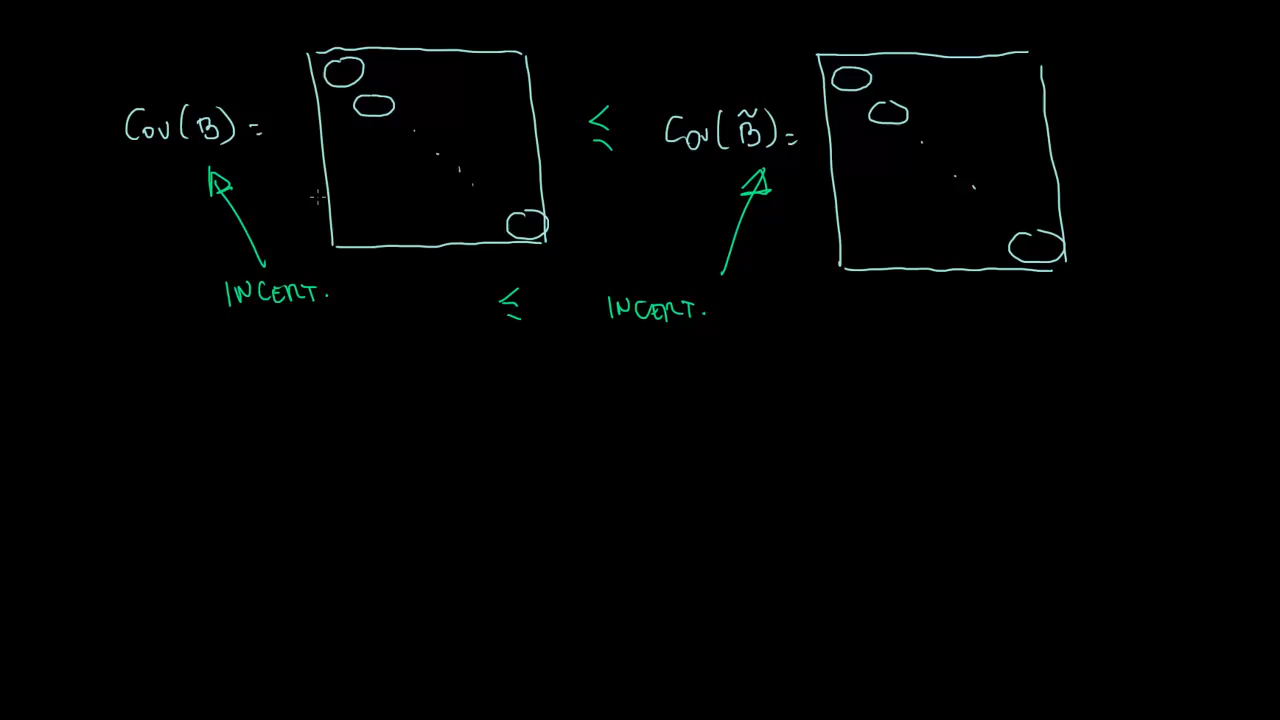 Cov(B) = ≤ Cov(B̃) =
INCERT. ≤ INCERT.